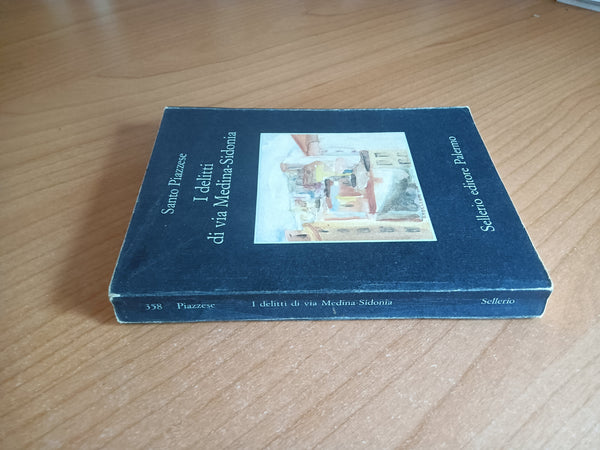 Santo Piazzese
I delitti
di via Medina-Sidonia
Sellerio editore Palermo
358 Piazzese I delitti di via Medina-Sidonia Sellerio